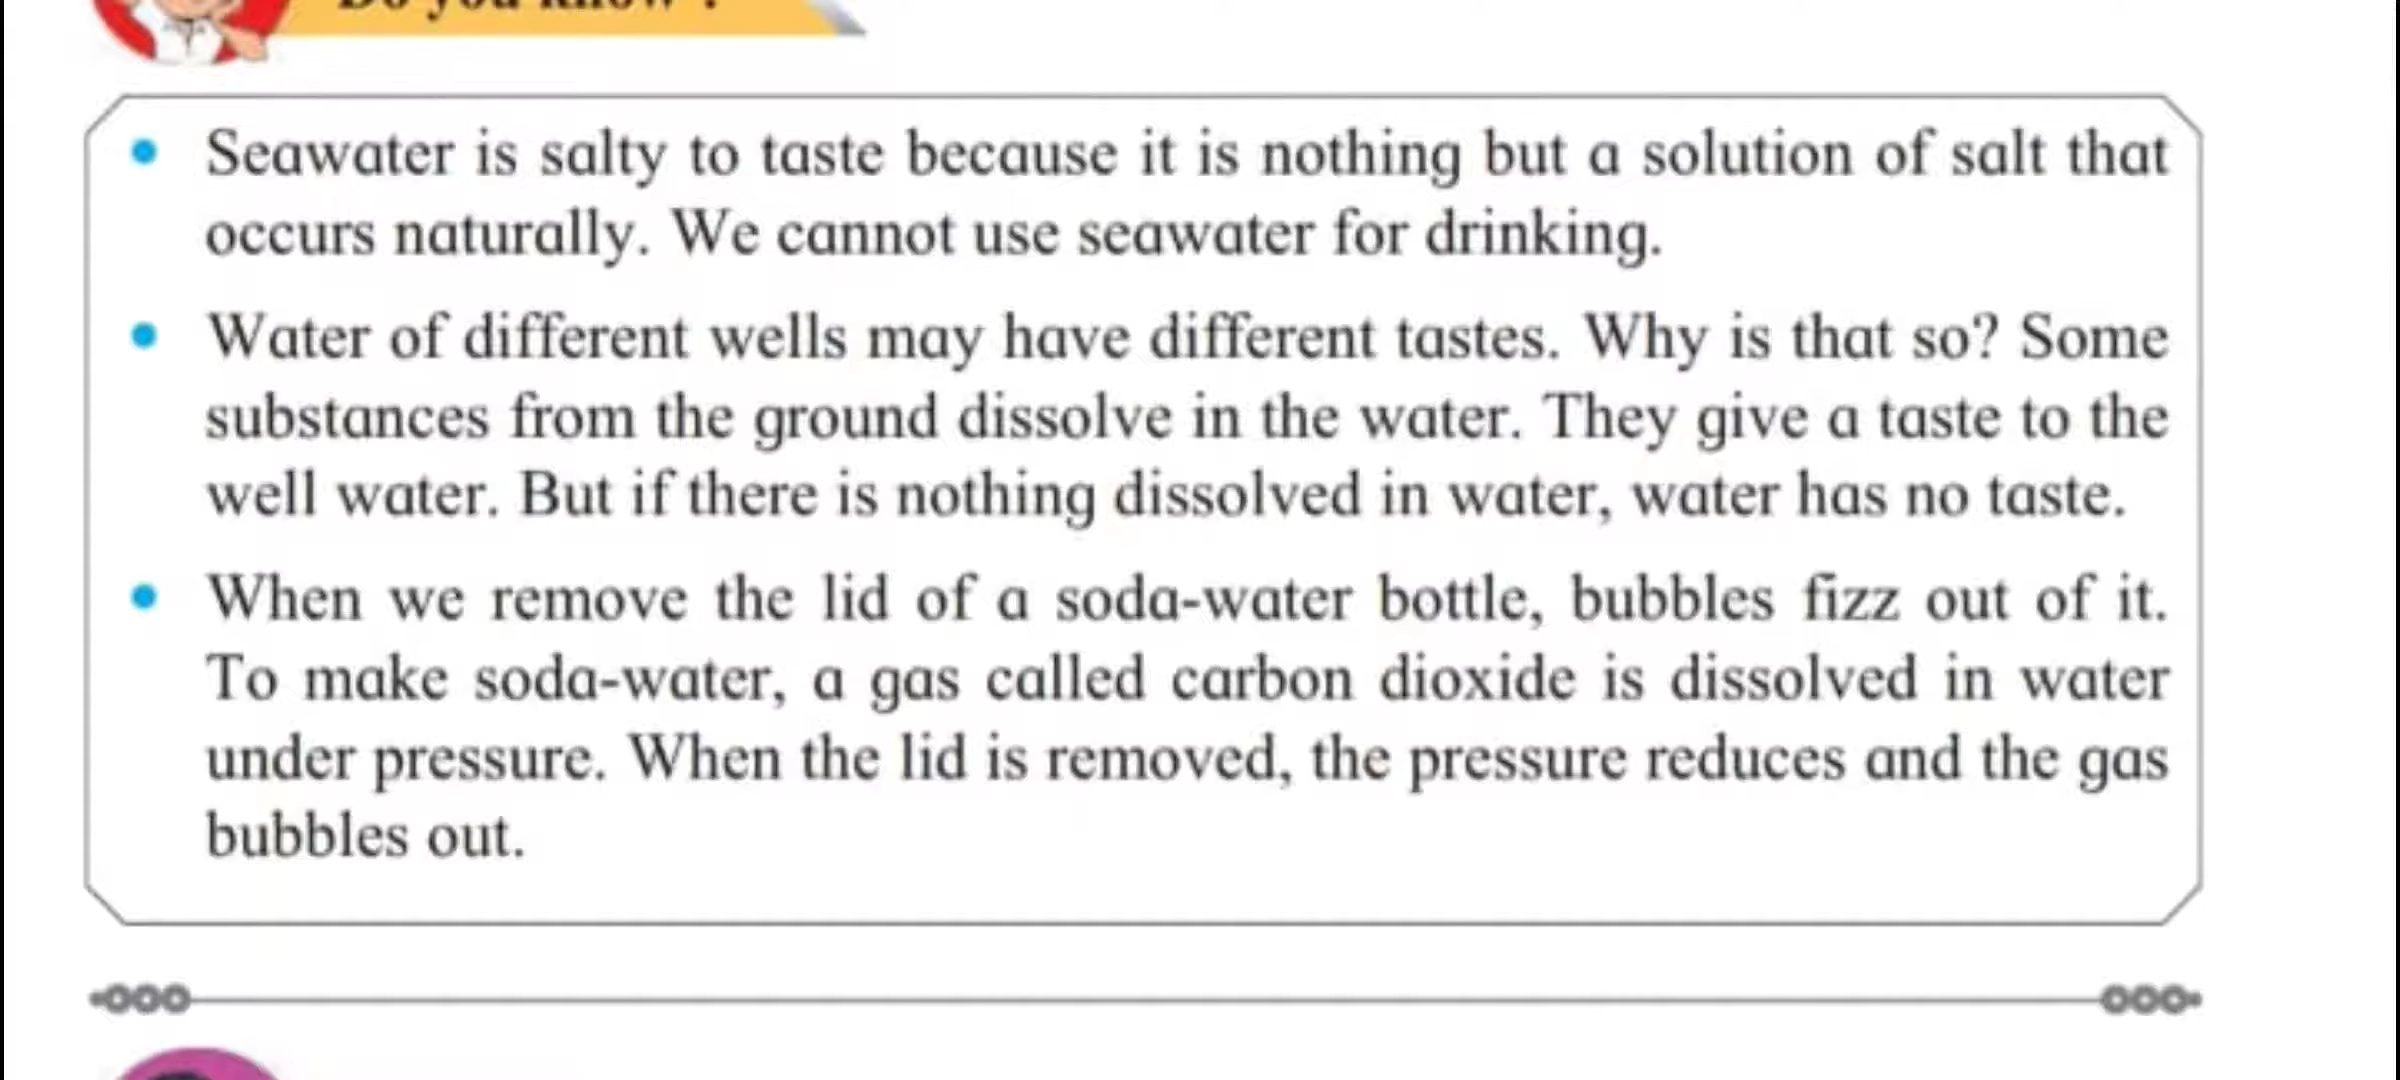 Do you know ?
Seawater is salty to taste because it is nothing but a solution of salt that
occurs naturally. We cannot use seawater for drinking.
Water of different wells may have different tastes. Why is that so? Some
substances from the ground dissolve in the water. They give a taste to the
well water. But if there is nothing dissolved in water, water has no taste.
When we remove the lid of a soda-water bottle, bubbles fizz out of it.
To make soda-water, a gas called carbon dioxide is dissolved in water
under pressure. When the lid is removed, the pressure reduces and the gas
bubbles out.